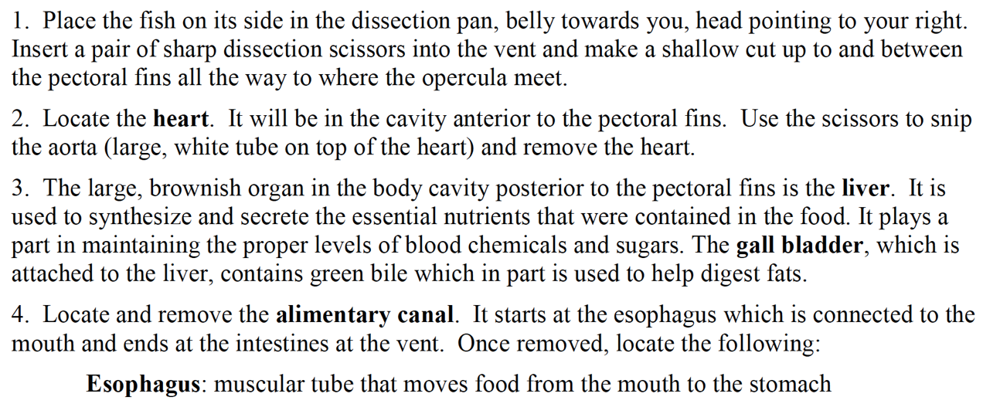 1. Place the fish on its side in the dissection pan, belly towards you, head pointing to your right.
Insert a pair of sharp dissection scissors into the vent and make a shallow cut up to and between
the pectoral fins all the way to where the opercula meet.
2. Locate the heart. It will be in the cavity anterior to the pectoral fins. Use the scissors to snip
the aorta (large, white tube on top of the heart) and remove the heart.
3. The large, brownish organ in the body cavity posterior to the pectoral fins is the liver. It is
used to synthesize and secrete the essential nutrients that were contained in the food. It plays a
part in maintaining the proper levels of blood chemicals and sugars. The gall bladder, which is
attached to the liver, contains green bile which in part is used to help digest fats.
4. Locate and remove the alimentary canal. It starts at the esophagus which is connected to the
mouth and ends at the intestines at the vent. Once removed, locate the following:
Esophagus: muscular tube that moves food from the mouth to the stomach